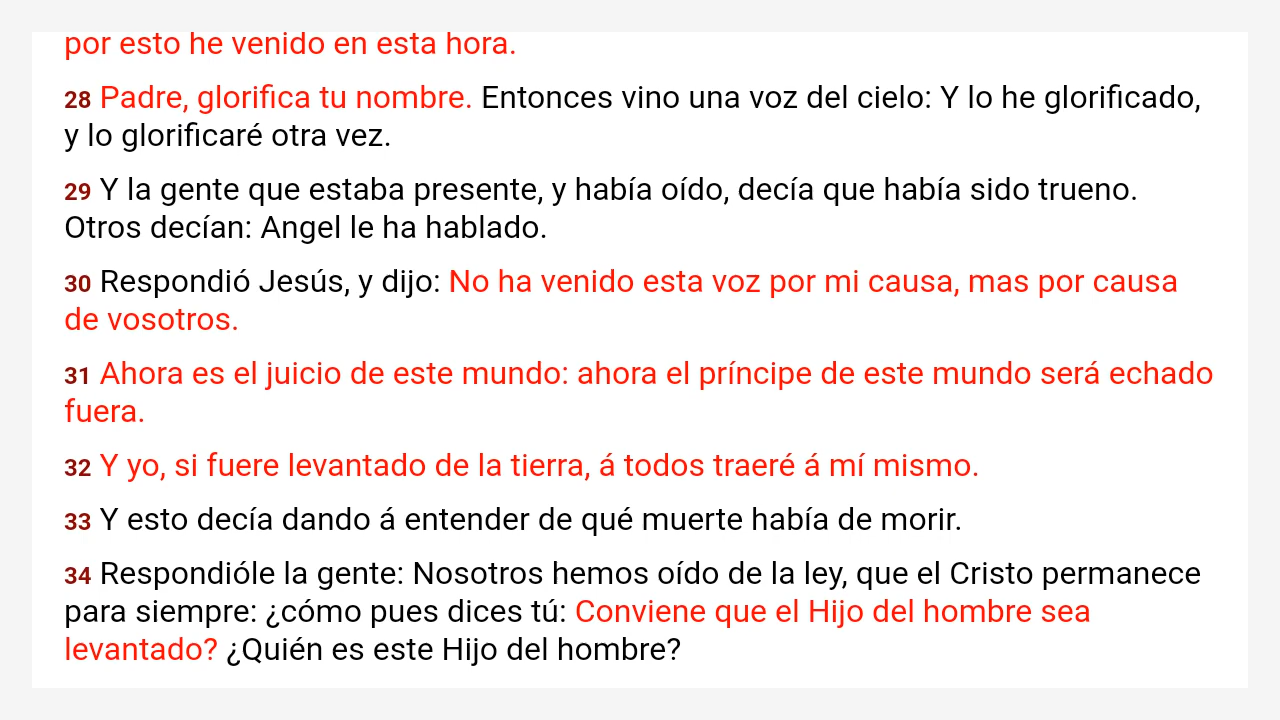 por esto he venido en esta hora.
28 Padre, glorifica tu nombre. Entonces vino una voz del cielo: Y lo he glorificado,
y lo glorificaré otra vez.
29 Y la gente que estaba presente, y había oído, decía que había sido trueno.
Otros decían: Angel le ha hablado.
30 Respondió Jesús, y dijo: No ha venido esta voz por mi causa, mas por causa
de vosotros.
31 Ahora es el juicio de este mundo: ahora el príncipe de este mundo será echado
fuera.
32 Y yo, si fuere levantado de la tierra, á todos traeré á mí mismo.
33 Y esto decía dando á entender de qué muerte había de morir.
34 Respondióle la gente: Nosotros hemos oído de la ley, que el Cristo permanece
para siempre: ¿cómo pues dices tú: Conviene que el Hijo del hombre sea
levantado? ¿Quién es este Hijo del hombre?